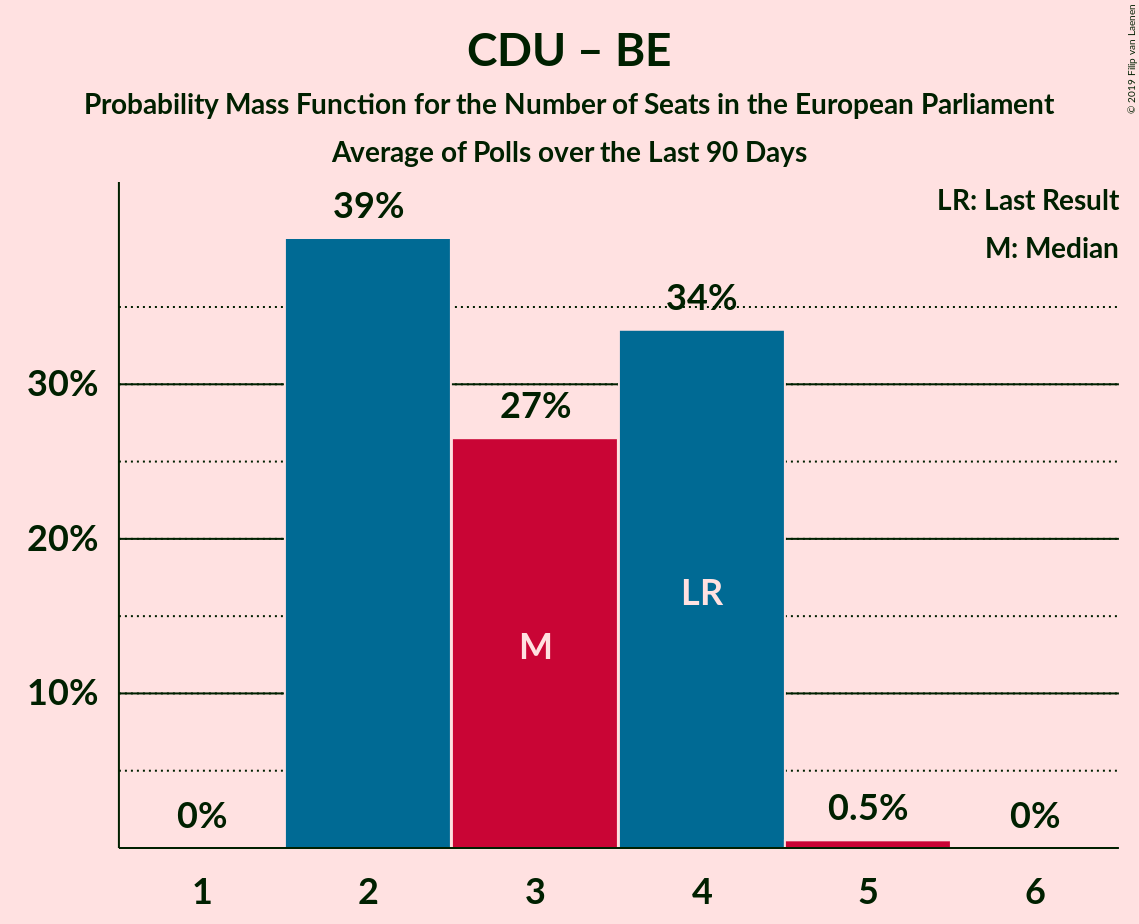 CDU – BE
Probability Mass Function for the Number of Seats in the European Parliament
Average of Polls over the Last 90 Days
© 2019 Filip van Laenen
LR: Last Result
M: Median
39%
34%
30%
27%
20%
LR
M
10%
0%
0.5%
0%
1 2 3 4 5 6